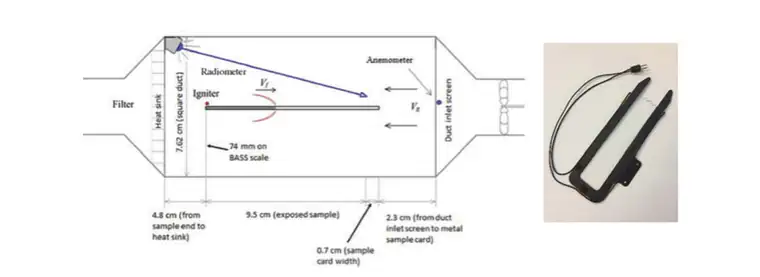 Anemometer
Radiometer
Igniter
Vf
Vg
Filter
Heat sink
7.62 cm (square duct)
Duct inlet screen
74 mm on
BASS scale
4.8 cm (from
sample end to
heat sink)
9.5 cm (exposed sample)
2.3 cm (from duct
inlet screen to metal
sample card)
0.7 cm (sample
card width)